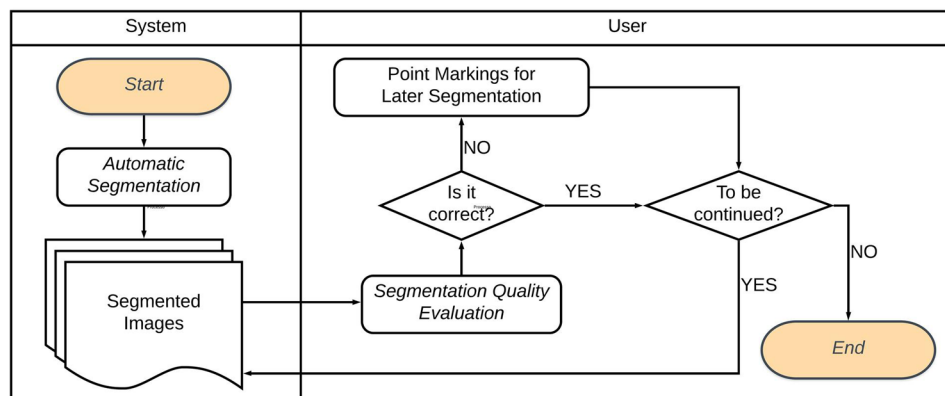 System
User
Start
Automatic
Segmentation
Segmented
Images
Point Markings for
Later Segmentation
NO
Is it
correct?
YES
To be
continued?
Segmentation Quality
Evaluation
YES
NO
End